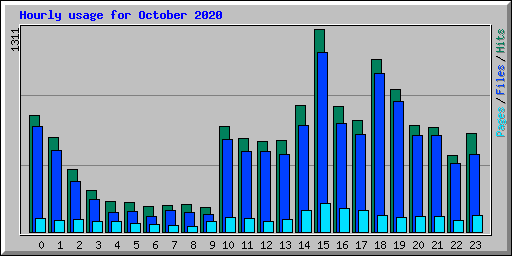 Hourly usage for October 2020
1311
Pages/Files/Hits
0 1 2 3 4 5 6 7 8 9 10 11 12 13 14 15 16 17 18 19 20 21 22 23